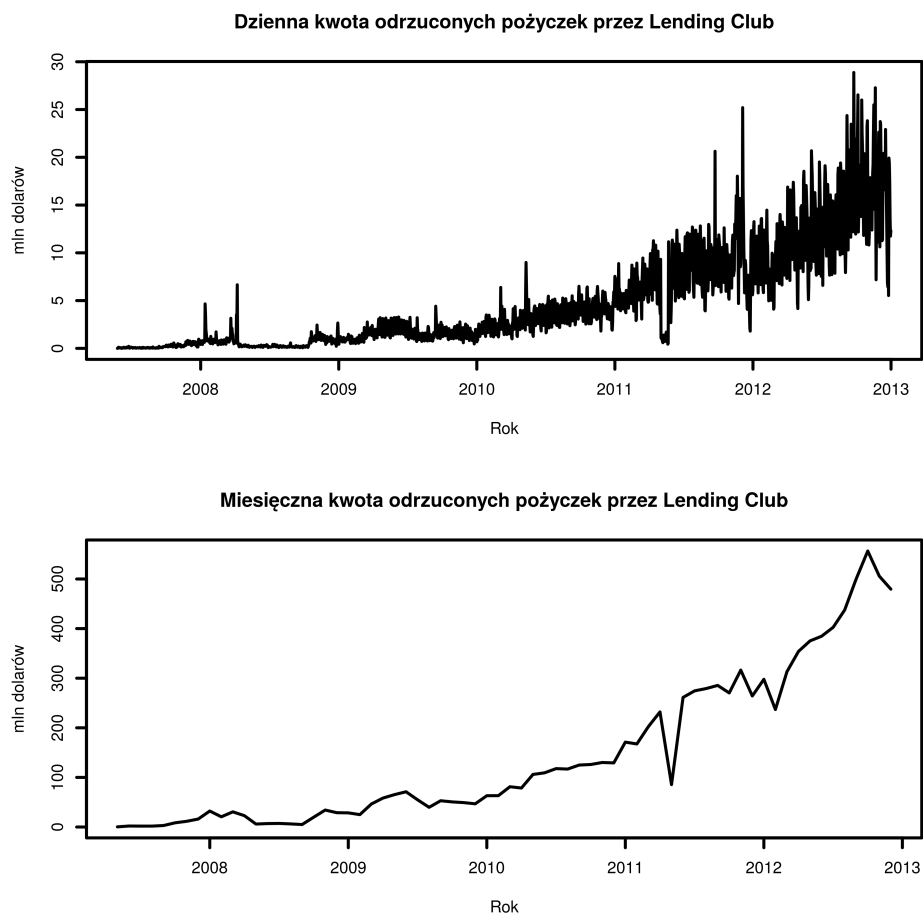 Dzienna kwota odrzuconych pożyczek przez Lending Club
30
25
20
15
10
5
0
mln dolarów
2008 2009 2010 2011 2012 2013
Rok
Miesięczna kwota odrzuconych pożyczek przez Lending Club
500
400
300
200
100
0
mln dolarów
2008 2009 2010 2011 2012 2013
Rok